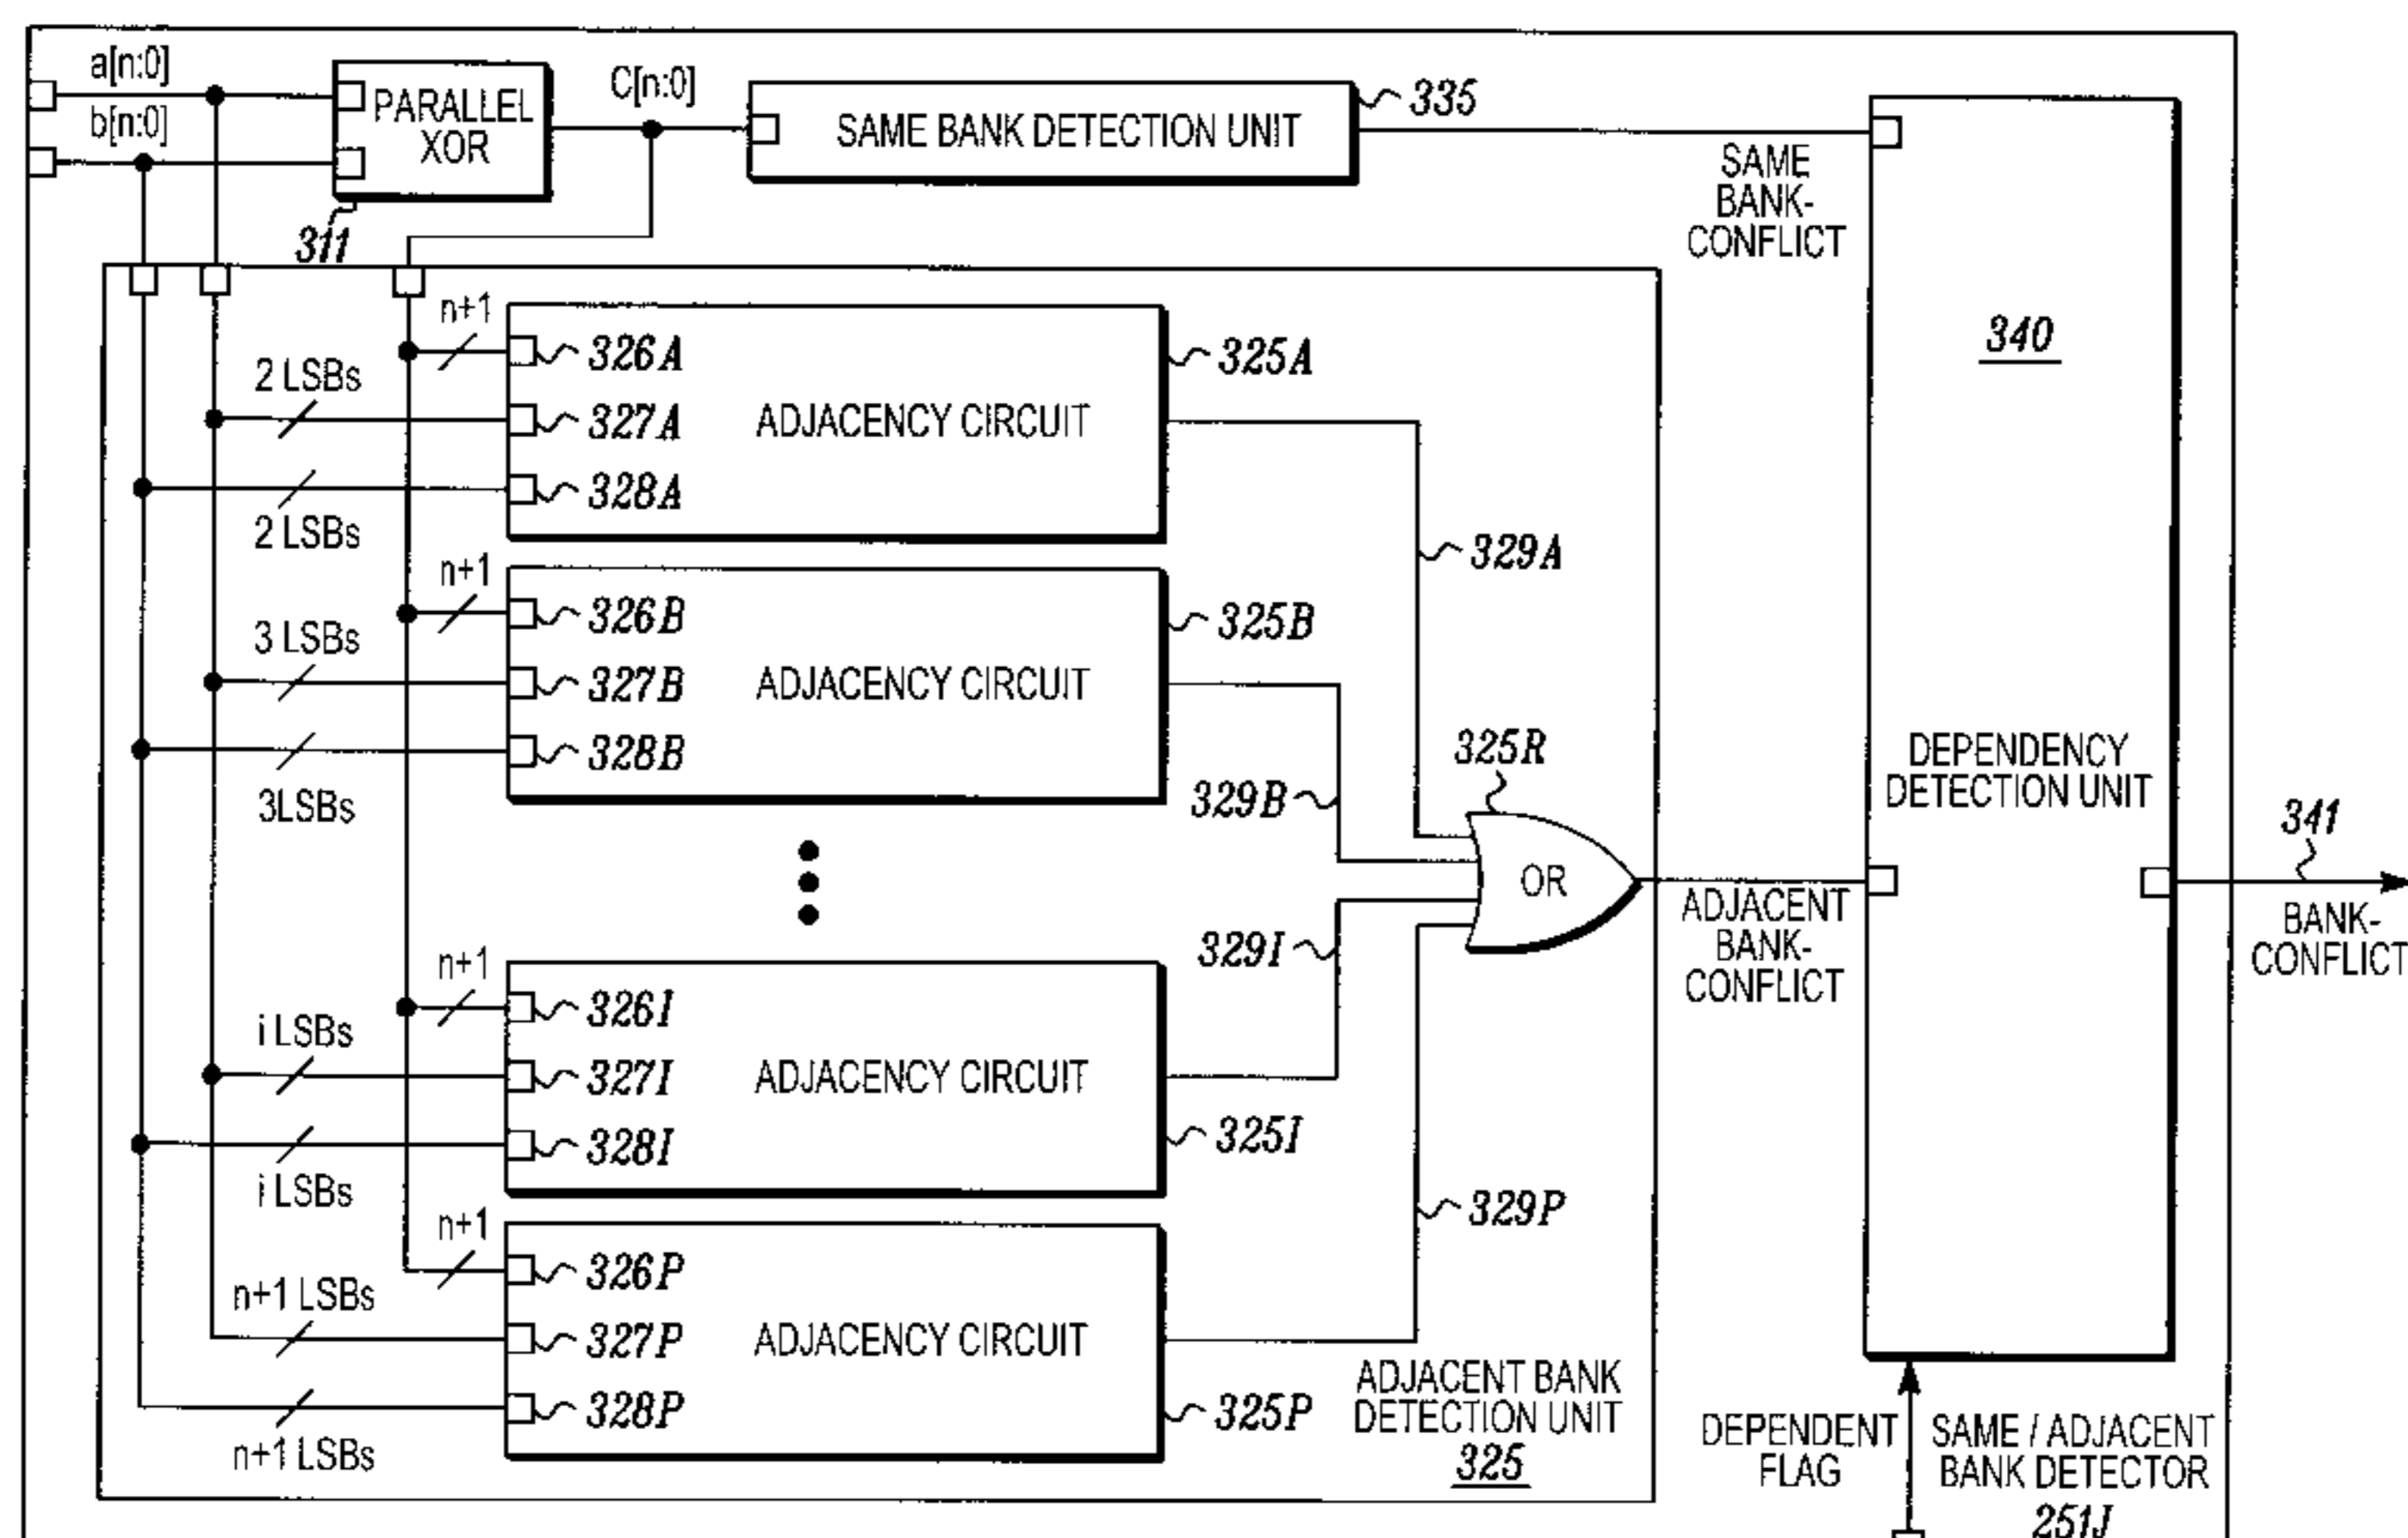 a[n:0]
b[n:0]
PARALLEL
XOR
311
C[n:0]
SAME BANK DETECTION UNIT
335
SAME
BANK-
CONFLICT
340
DEPENDENCY
DETECTION UNIT
n+1
2 LSBs
2 LSBs
326A
327A
328A
ADJACENCY CIRCUIT
325A
329A
n+1
3 LSBs
3LSBs
326B
327B
328B
ADJACENCY CIRCUIT
325B
329B
325R
OR
ADJACENT
BANK-
CONFLICT
341
BANK-
CONFLICT
n+1
i LSBs
i LSBs
326I
327I
328I
ADJACENCY CIRCUIT
325I
329I
n+1
n+1 LSBs
n+1 LSBs
326P
327P
328P
ADJACENCY CIRCUIT
325P
329P
ADJACENT BANK
DETECTION UNIT
325
DEPENDENT
FLAG
SAME / ADJACENT
BANK DETECTOR
251J